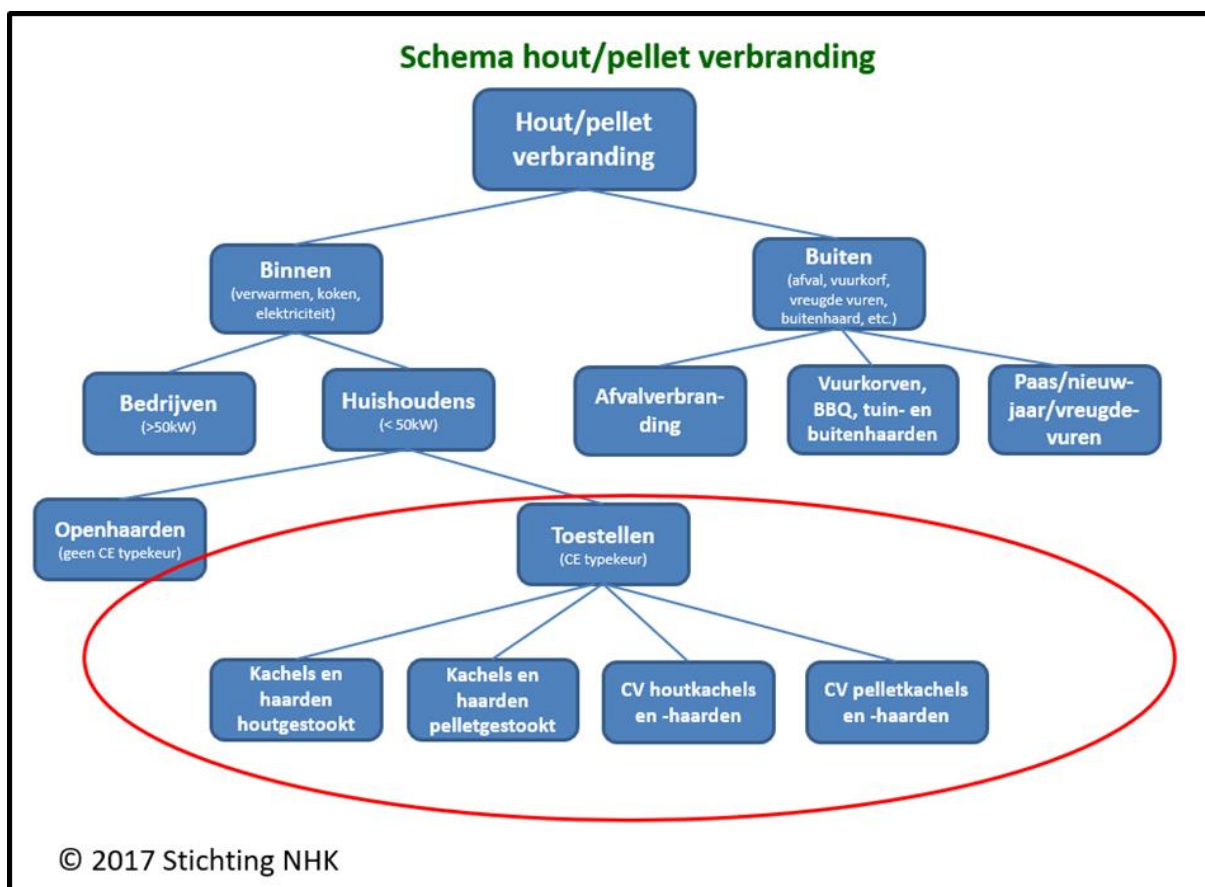 Schema hout/pellet verbranding
Hout/pellet
verbranding
Binnen
(verwarmen, koken,
elektriciteit)
Buiten
(afval, vuurkorf,
vreugde vuren,
buitenhaard, etc.)
Bedrijven
(>50kW)
Huishoudens
(< 50kW)
Afvalverbran-
ding
Vuurkorven,
BBQ, tuin- en
buitenhaarden
Paas/nieuw-
jaar/vreugde-
vuren
Openhaarden
(geen CE typekeur)
Toestellen
(CE typekeur)
Kachels en
haarden
houtgestookt
Kachels en
haarden
pelletgestookt
CV houtkachels
en -haarden
CV pelletkachels
en -haarden
© 2017 Stichting NHK